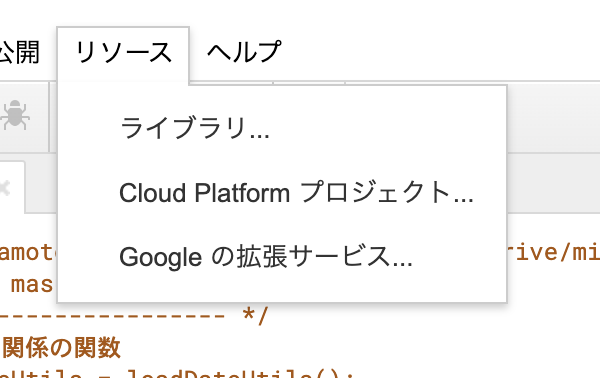 公開 リソース ヘルプ
ライブラリ...
Cloud Platform プロジェクト...
Google の拡張サービス...
rive/mi
mas
---------------- */
関係の関数
= loadDateUtils();